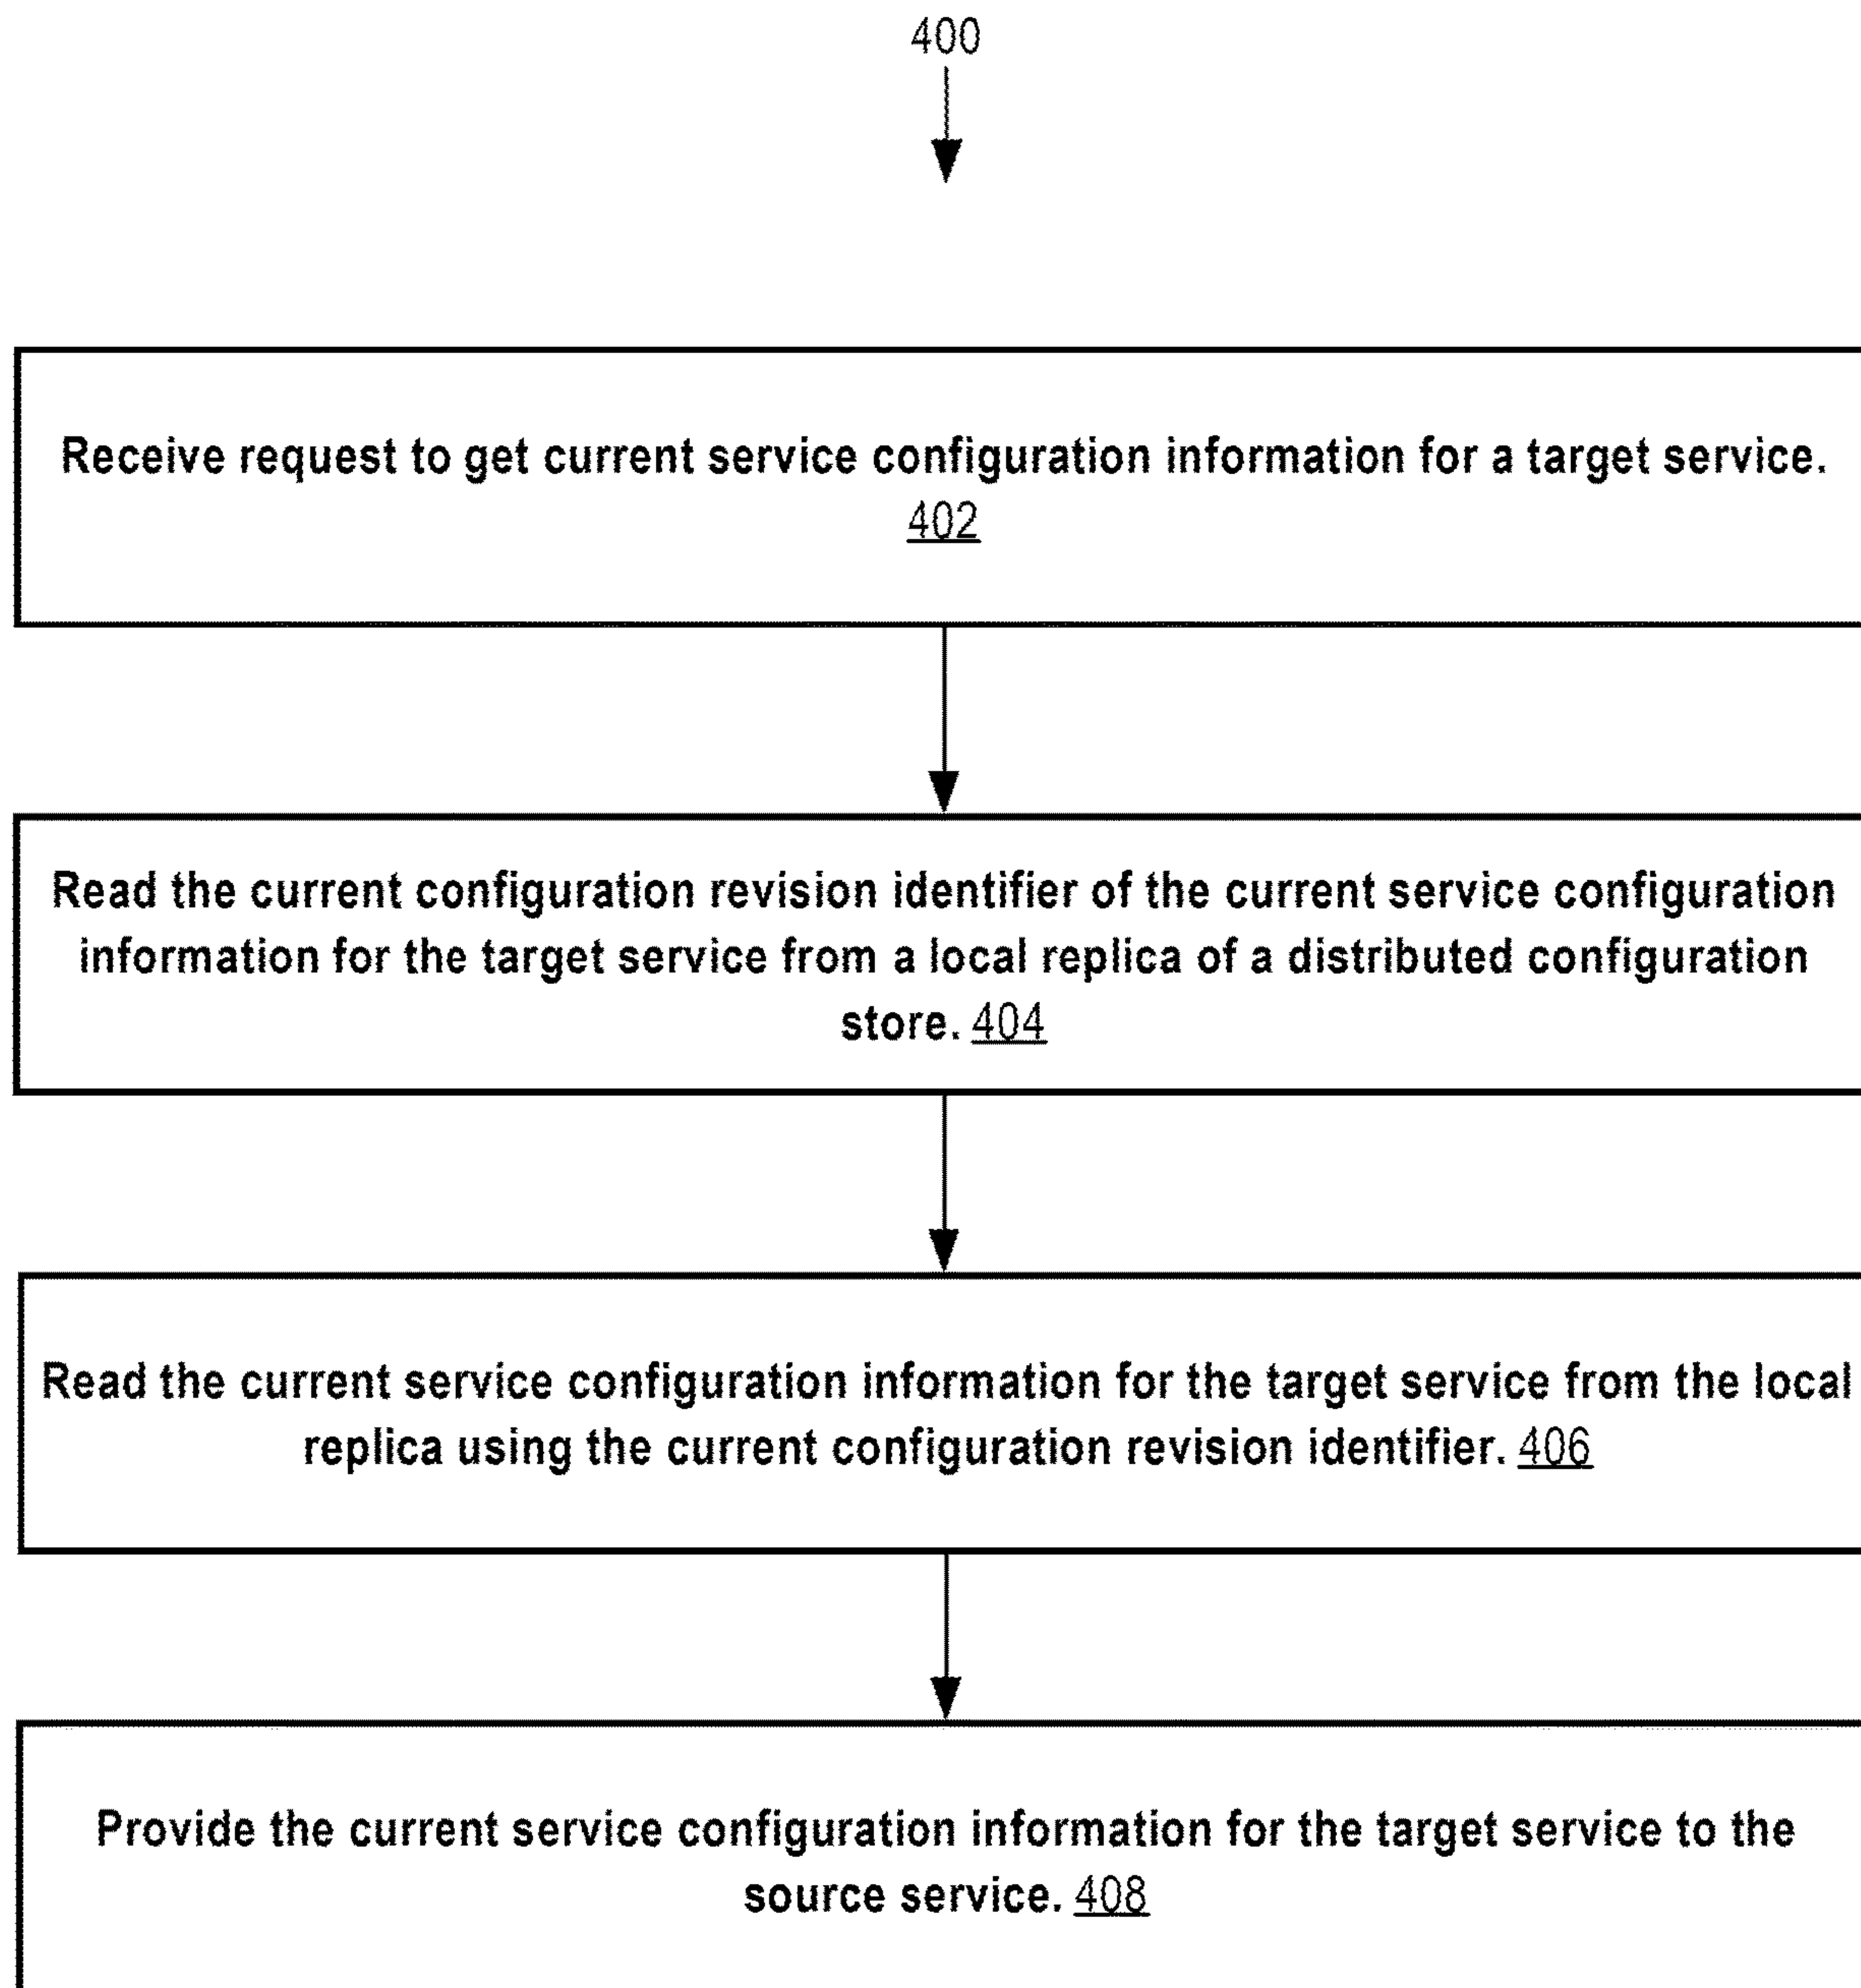 400
Receive request to get current service configuration information for a target service.
402
Read the current configuration revision identifier of the current service configuration
information for the target service from a local replica of a distributed configuration
store. 404
Read the current service configuration information for the target service from the local
replica using the current configuration revision identifier. 406
Provide the current service configuration information for the target service to the
source service. 408